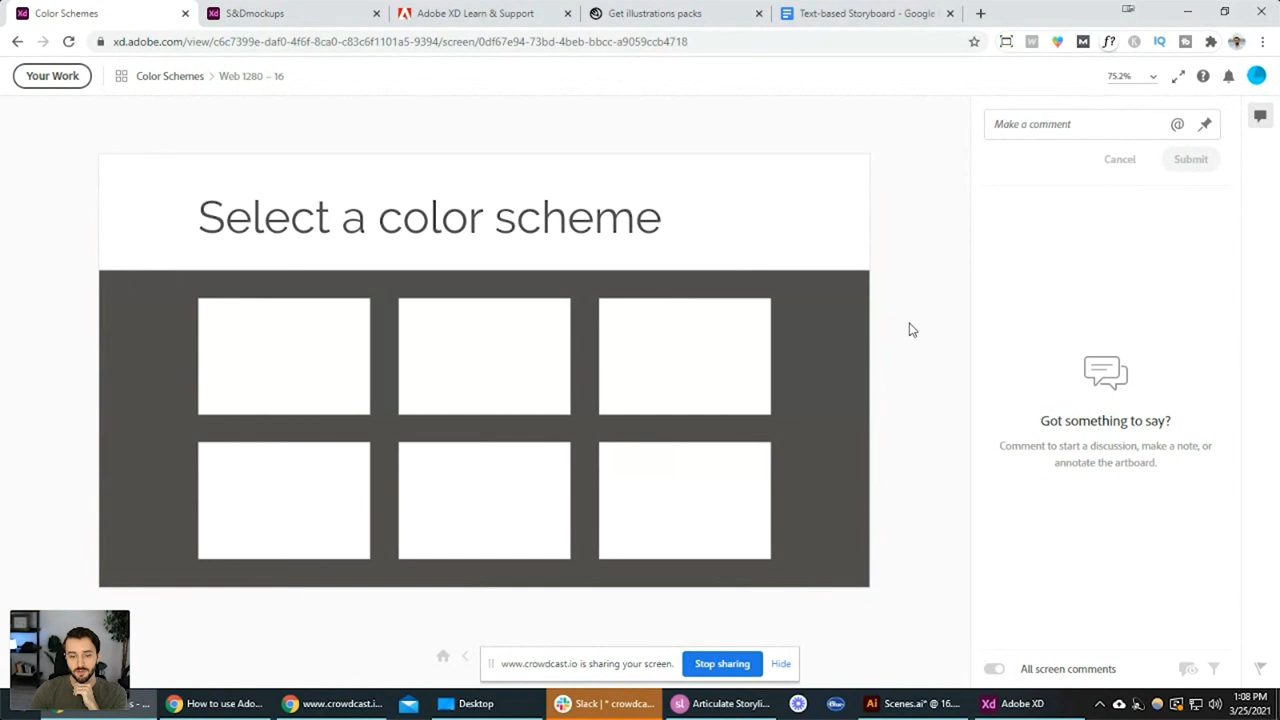 Color Schemes
S&Dmockups
Adobe XD Learn & Support
Get illustrations packs
Text-based Storyboard - Google
xd.adobe.com/view/c6c7399e-daf0-4f6f-8ca0-c83c6f1101a5-9394/screen/0df67e94-73bd-4beb-bbcc-a9059ccb4718
Your Work
Color Schemes > Web 1280 – 16
75.2%
Make a comment
Cancel
Submit
Select a color scheme
Got something to say?
Comment to start a discussion, make a note, or
annotate the artboard.
www.crowdcast.io is sharing your screen.
Stop sharing
Hide
All screen comments
How to use Ado...
www.crowdcast.i...
Desktop
Slack | * crowdca...
Articulate Storyli...
Scenes.ai* @ 16....
Adobe XD
1:08 PM
3/25/2021